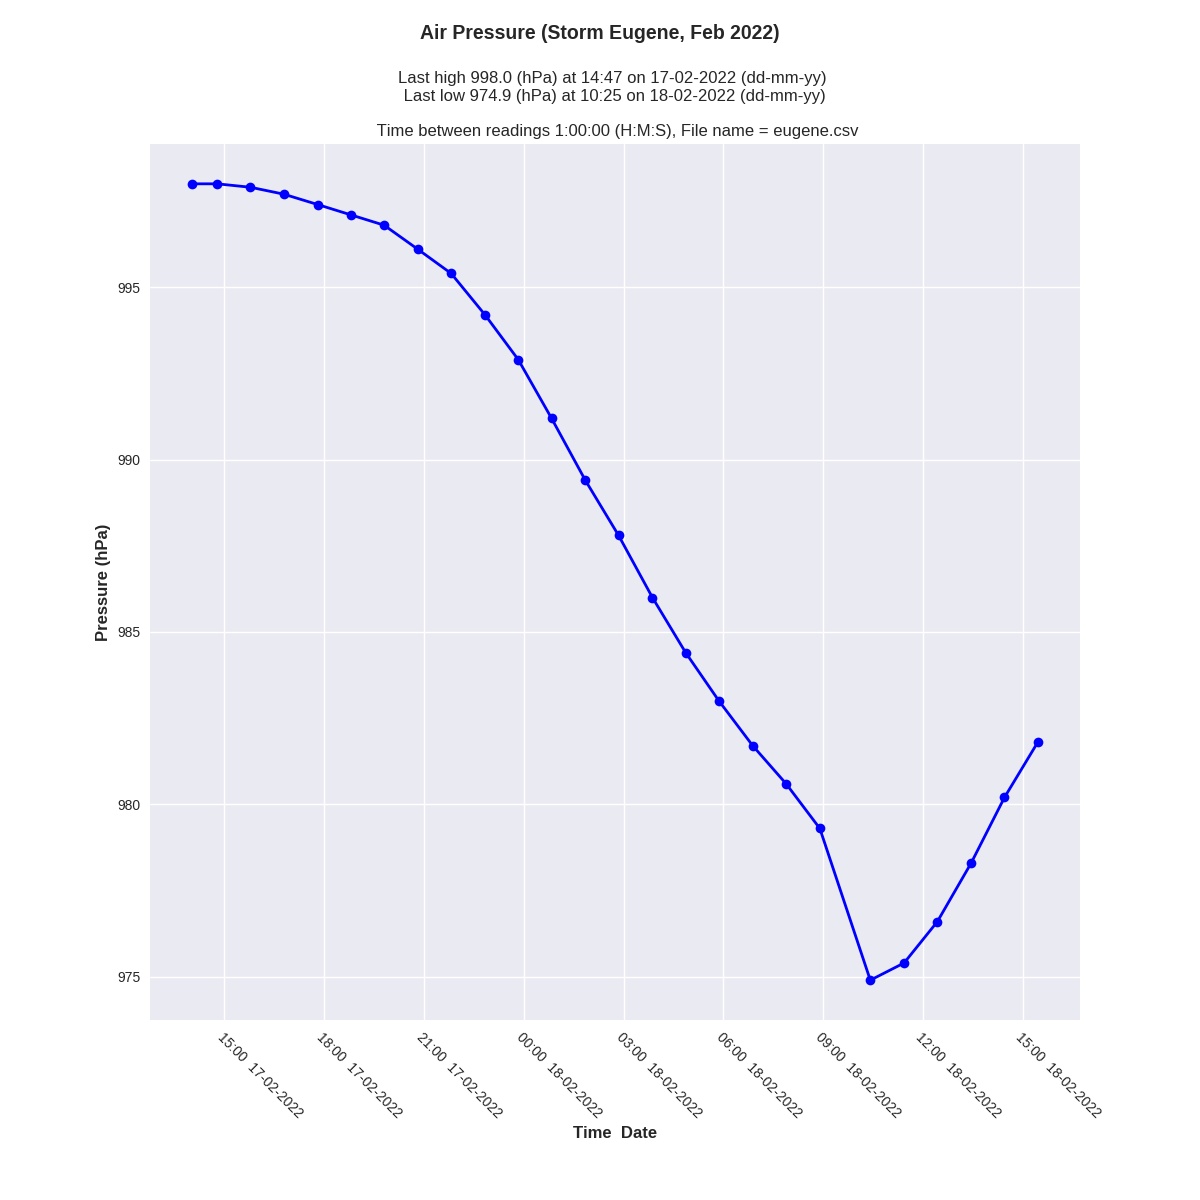 Air Pressure (Storm Eugene, Feb 2022)
Last high 998.0 (hPa) at 14:47 on 17-02-2022 (dd-mm-yy)
Last low 974.9 (hPa) at 10:25 on 18-02-2022 (dd-mm-yy)
Time between readings 1:00:00 (H:M:S), File name = eugene.csv
995
990
985
980
975
Pressure (hPa)
15:00 17-02-2022
18:00 17-02-2022
21:00 17-02-2022
00:00 18-02-2022
03:00 18-02-2022
06:00 18-02-2022
09:00 18-02-2022
12:00 18-02-2022
15:00 18-02-2022
Time Date